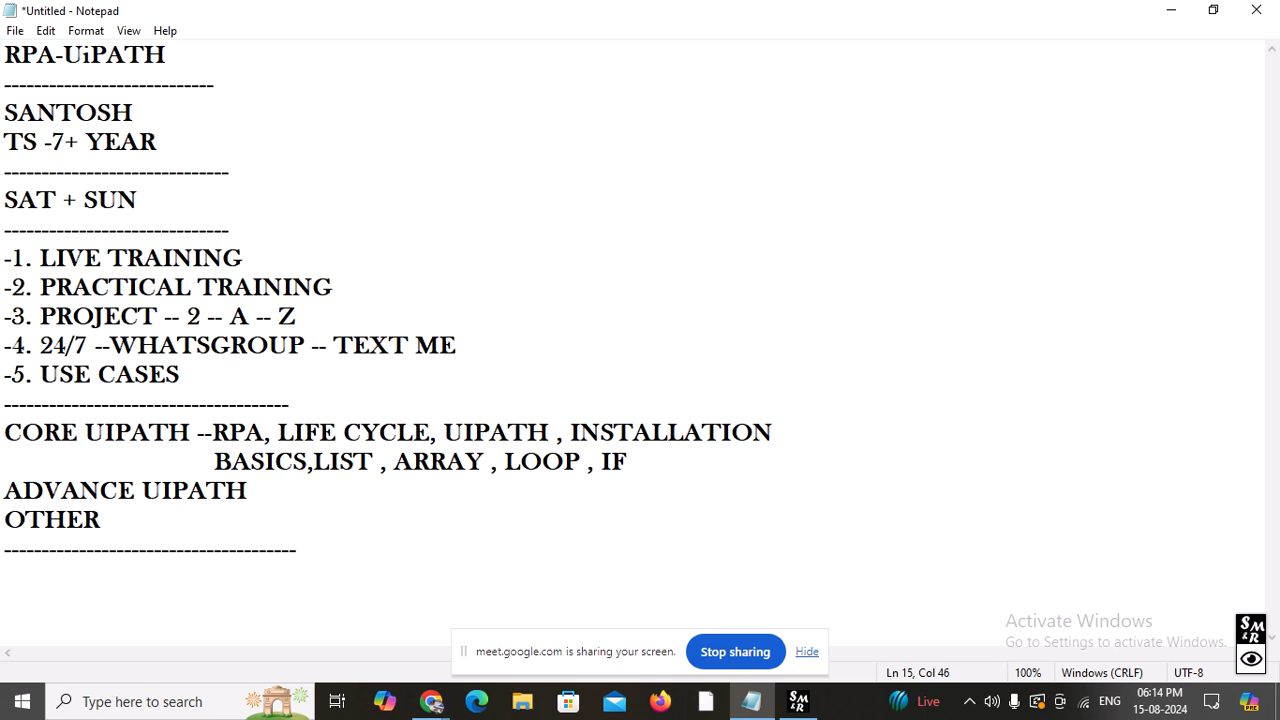 *Untitled - Notepad
File Edit Format View Help
RPA-UiPATH
----------------------------
SANTOSH
TS -7+ YEAR
------------------------------
SAT + SUN
------------------------------
-1. LIVE TRAINING
-2. PRACTICAL TRAINING
-3. PROJECT -- 2 -- A -- Z
-4. 24/7 --WHATSGROUP -- TEXT ME
-5. USE CASES
--------------------------------------
CORE UIPATH --RPA, LIFE CYCLE, UIPATH , INSTALLATION
BASICS,LIST , ARRAY , LOOP , IF
ADVANCE UIPATH
OTHER
---------------------------------------
Activate Windows
Go to Settings to activate Windows.
SM&R
meet.google.com is sharing your screen. Stop sharing Hide
Ln 15, Col 46 100% Windows (CRLF) UTF-8
Type here to search SM&R Live ENG 06:14 PM
15-08-2024 PRE